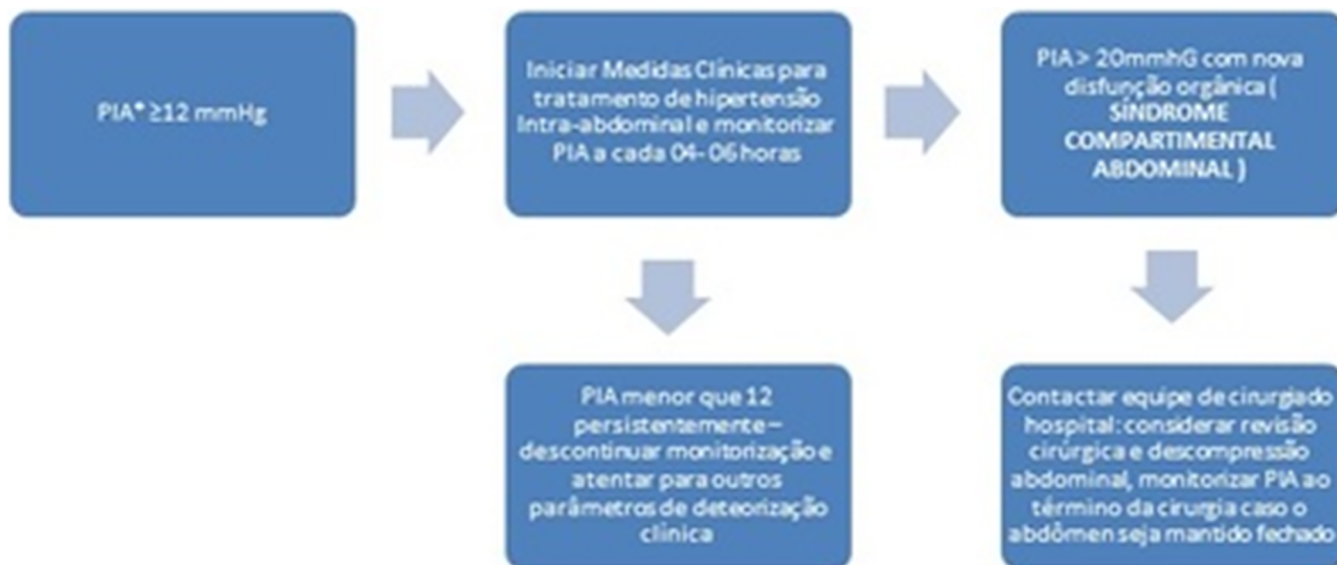 PIA* ≥12 mmHg
Iniciar Medidas Clínicas para
tratamento de hipertensão
Intra-abdominal e monitorizar
PIA a cada 04- 06 horas
PIA > 20mmhG com nova
disfunção orgânica (
SÍNDROME
COMPARTIMENTAL
ABDOMINAL )
PIA menor que 12
persistentemente –
descontinuar monitorização e
atentar para outros
parâmetros de deteorização
clínica
Contactar equipe de cirurgiado
hospital: considerar revisão
cirúrgica e descompressão
abdominal, monitorizar PIA ao
término da cirurgia caso o
abdômen seja mantido fechado